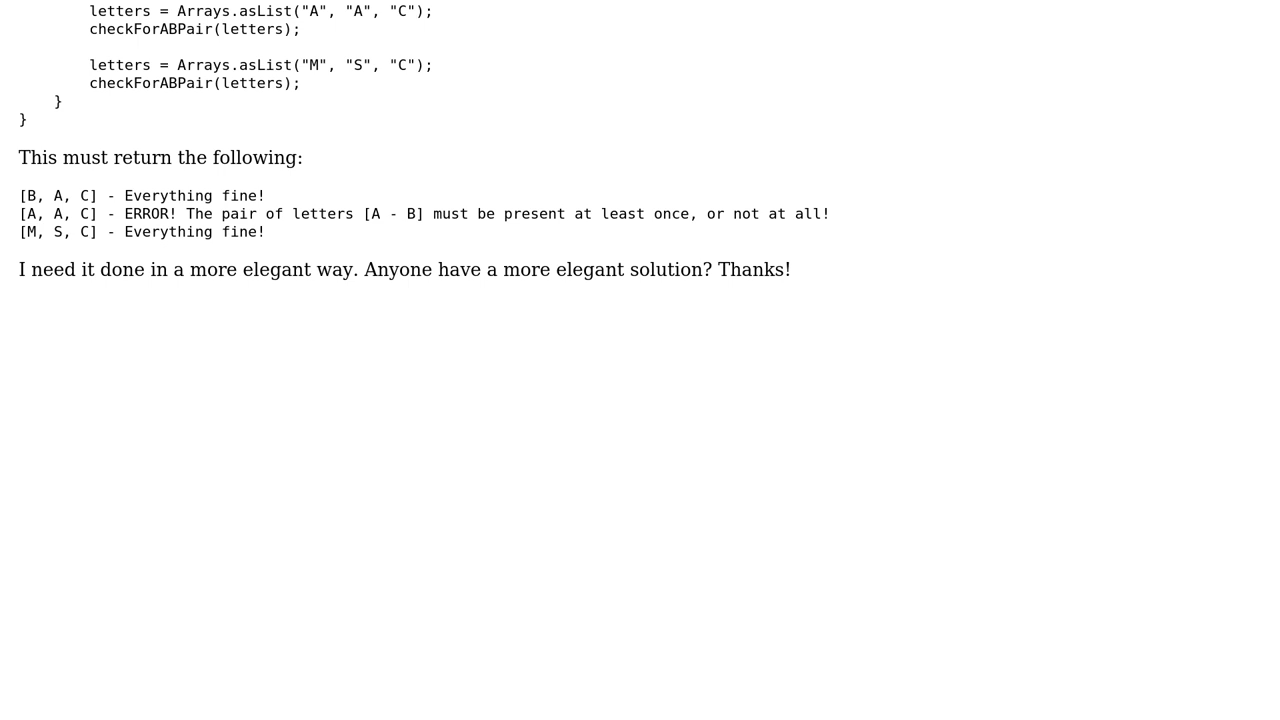 letters = Arrays.asList("A", "A", "C");
        checkForABPair(letters);

        letters = Arrays.asList("M", "S", "C");
        checkForABPair(letters);
    }
}
This must return the following:
[B, A, C] - Everything fine!
[A, A, C] - ERROR! The pair of letters [A - B] must be present at least once, or not at all!
[M, S, C] - Everything fine!
I need it done in a more elegant way. Anyone have a more elegant solution? Thanks!